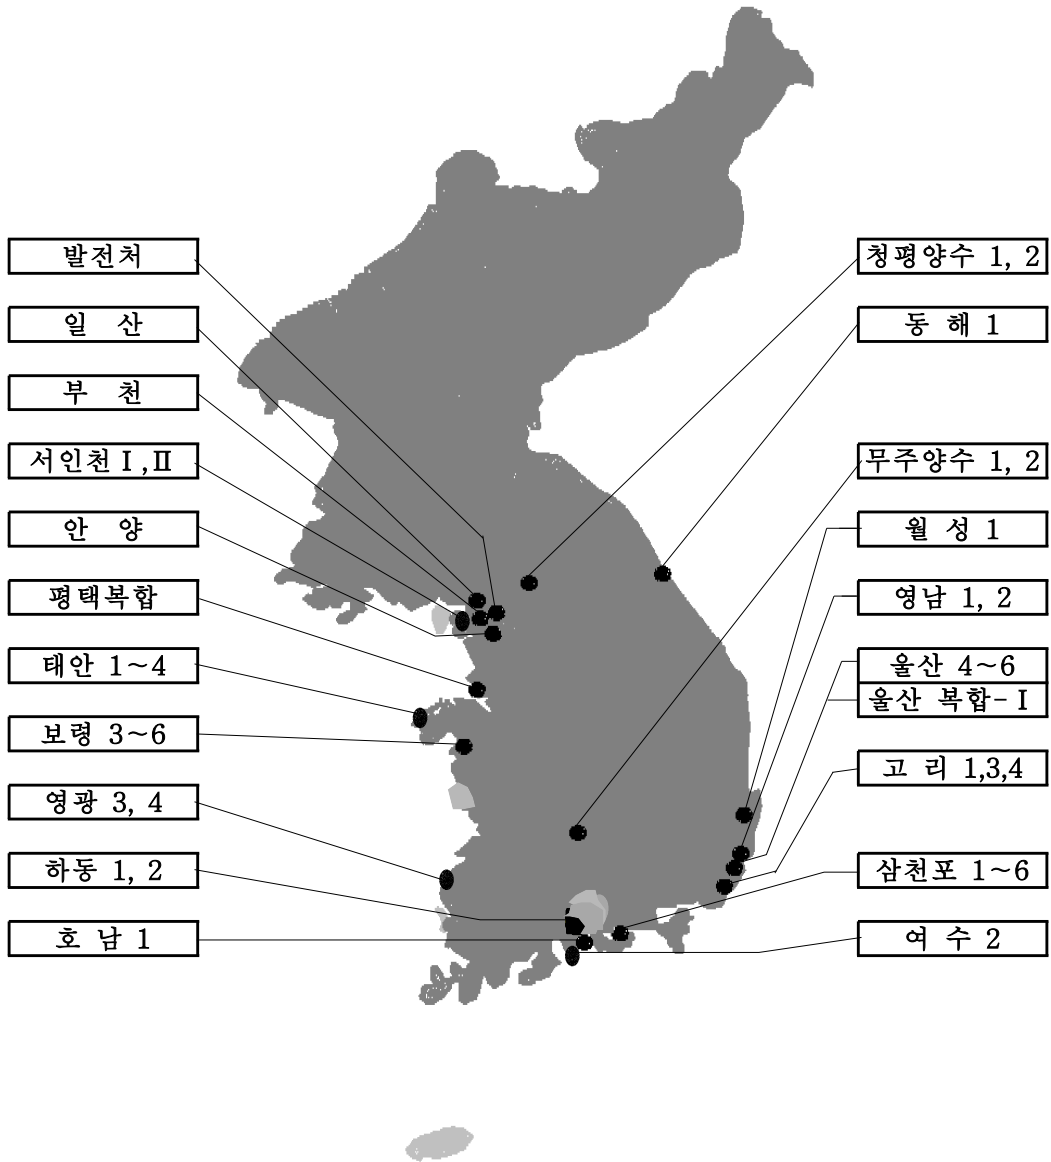 발전처
일 산
부 천
서인천Ⅰ,Ⅱ
안 양
평택복합
태안 1~4
보령 3~6
영광 3, 4
하동 1, 2
호 남 1
청평양수 1, 2
동 해 1
무주양수 1, 2
월 성 1
영남 1, 2
울산 4~6
울산 복합-Ⅰ
고 리 1,3,4
삼천포 1~6
여 수 2